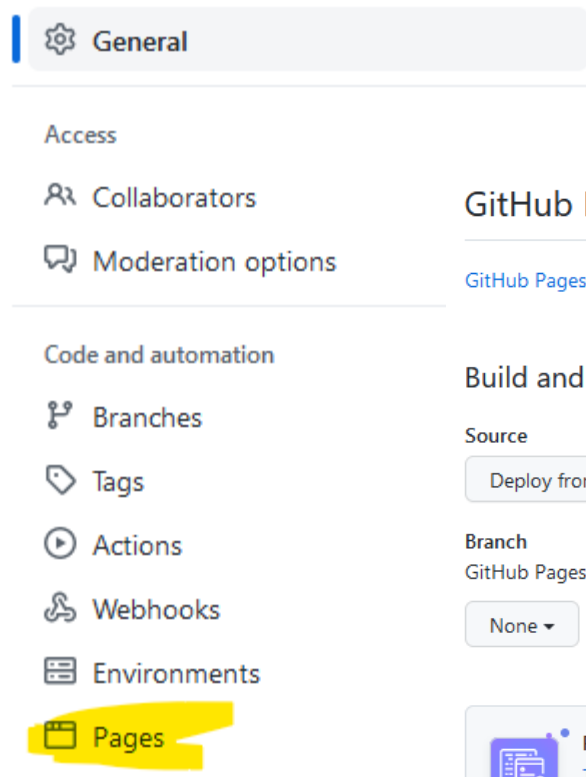 General
Access
Collaborators
Moderation options
Code and automation
Branches
Tags
Actions
Webhooks
Environments
Pages
GitHub
GitHub Pages
Build and
Source
Deploy
Branch
GitHub Pages
None